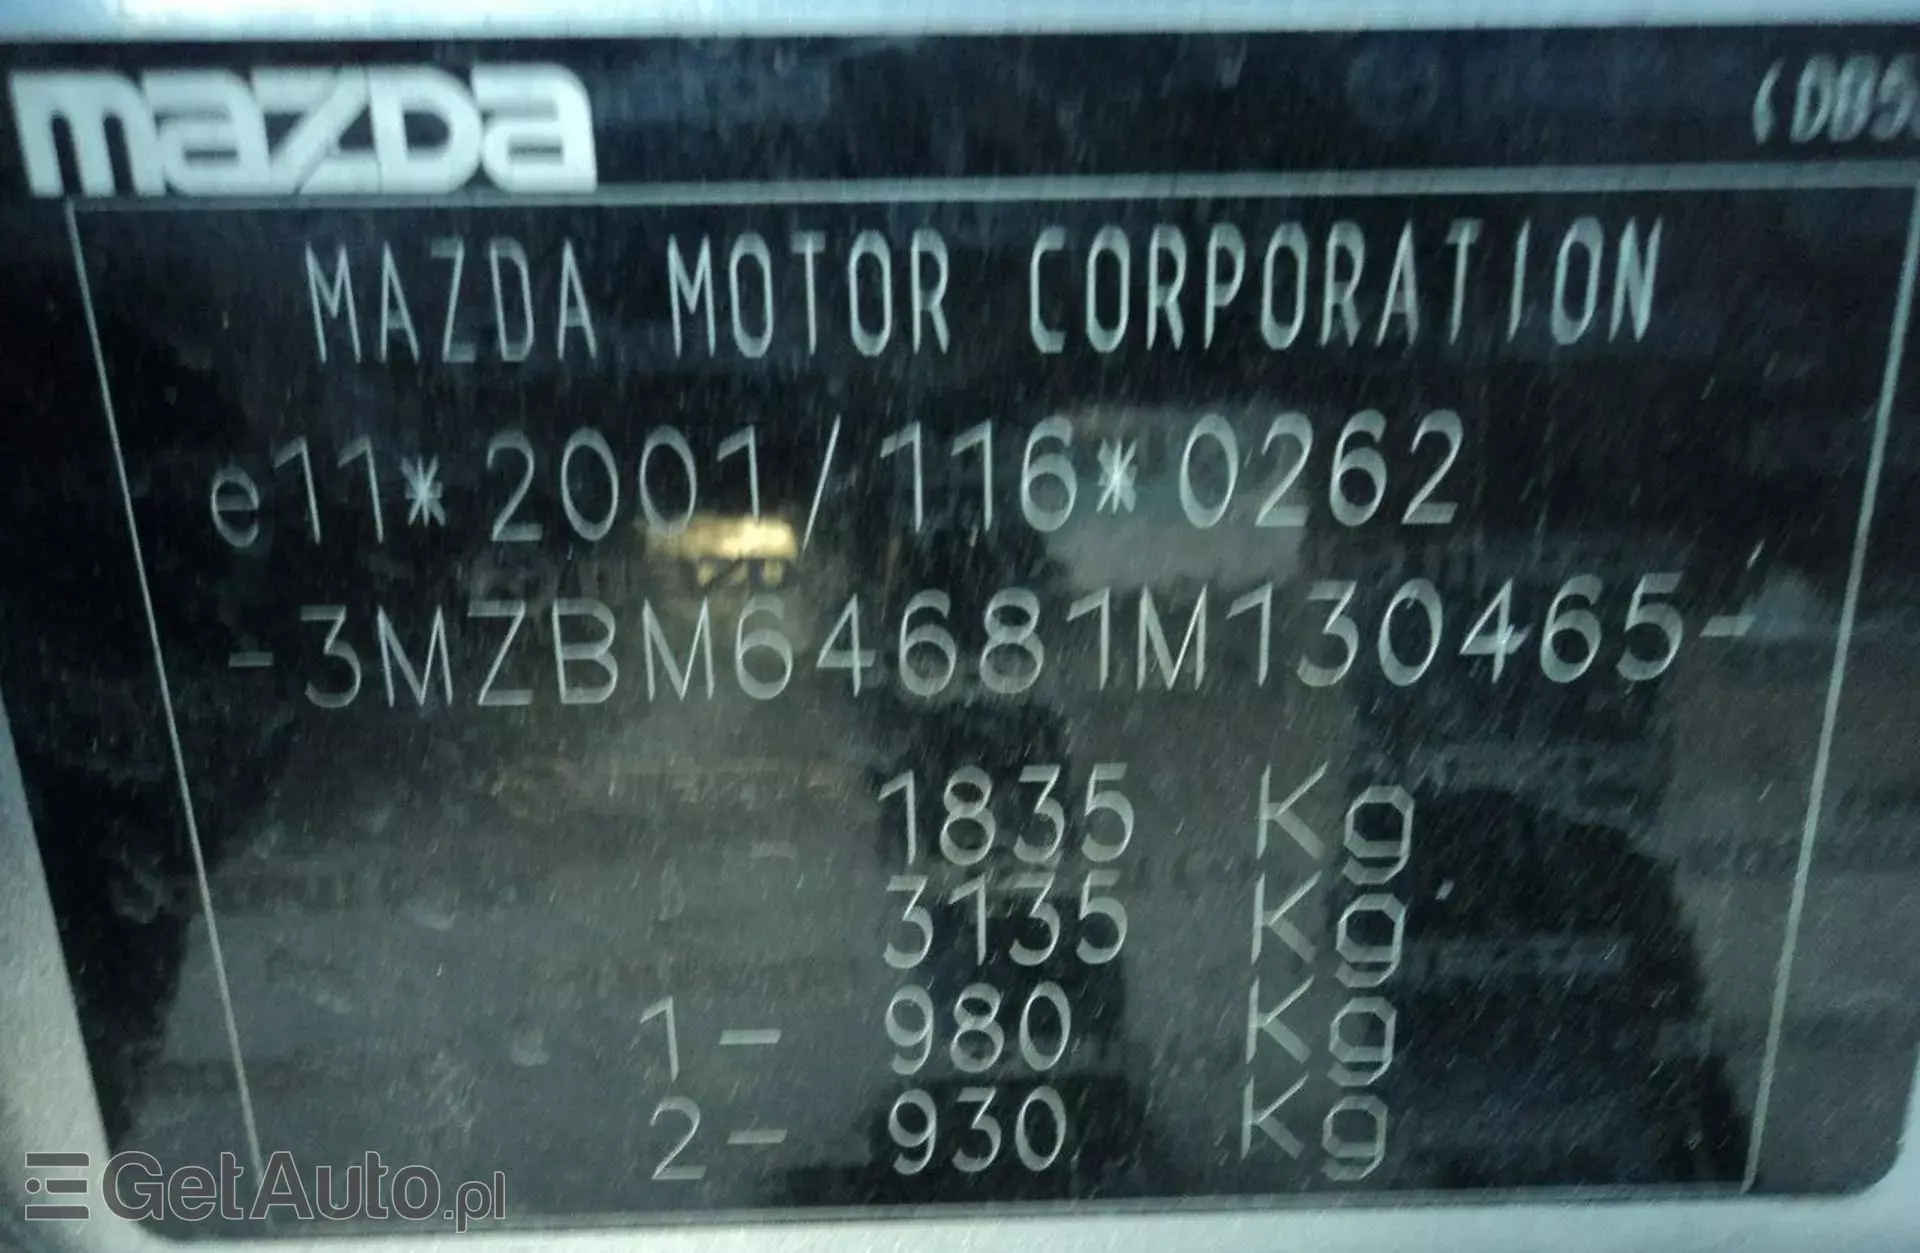 mazda
(DB5
MAZDA MOTOR CORPORATION
e11*2001/116*0262
-3MZBM64681M130465-
1835 Kg
3135 Kg
1- 980 Kg
2- 930 Kg
GetAuto.pl